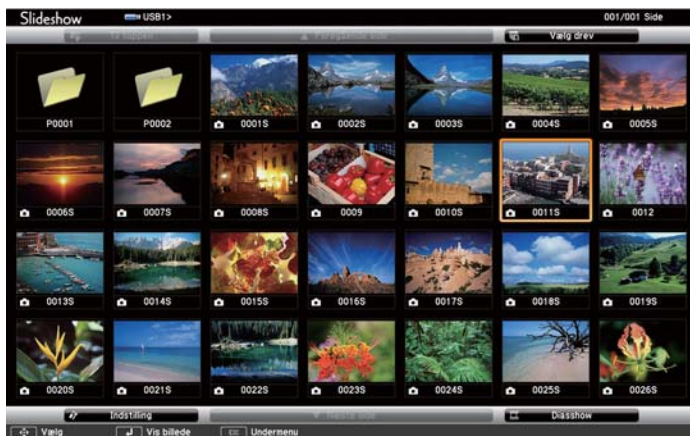 Slideshow USB1> 001/001 Side
Til toppen ▲ Foregående side Vælg drev
P0001 P0002 0001S 0002S 0003S 0004S 0005S
0006S 0007S 0008S 0009 0010S 0011S 0012
0013S 0014S 0015S 0016S 0017S 0018S 0019S
0020S 0021S 0022S 0023S 0024S 0025S 0026S
Indstilling ▼ Næste side Diasshow
Vælg Vis billede ESC Undermenu